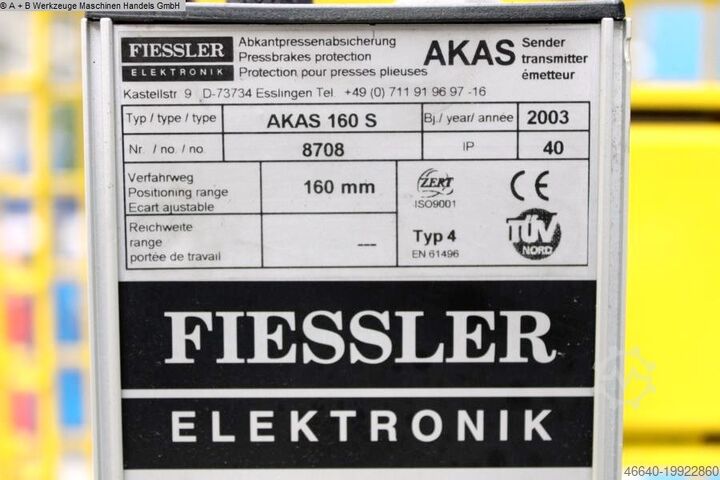 © A + B Werkzeuge Maschinen Handels GmbH
FIESSLER
ELEKTRONIK
Abkantpressenabsicherung
Pressbrakes protection
Protection pour presses plieuses
AKAS
Sender
transmitter
émetteur
Kastellstr 9 D-73734 Esslingen Tel +49 (0) 711 91 96 97 -16
Typ / type / type AKAS 160 S Bj./ year/ année 2003
Nr. / no. / no. 8708 IP 40
Verfahrweg
Positioning range
Ecart ajustable
160 mm
ZERT
ISO9001
CE
Reichweite
range
portée de travail
---
Typ 4
EN 61496
TÜV
NORD
FIESSLER
ELEKTRONIK
46640-19922860